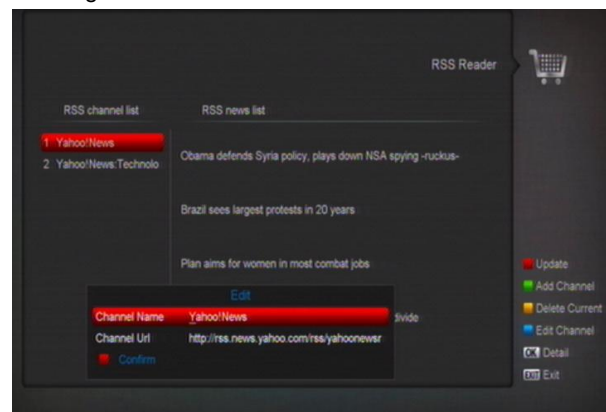 RSS Reader
RSS channel list
RSS news list
1 Yahoo!News
2 Yahoo!News:Technolo
Obama defends Syria policy, plays down NSA spying -ruckus-
Brazil sees largest protests in 20 years
Plan aims for women in most combat jobs
divide
Edit
Channel Name Yahoo!News
Channel Url http://rss.news.yahoo.com/rss/yahoonewsr
Confirm
Update
Add Channel
Delete Current
Edit Channel
OK Detail
EXIT Exit